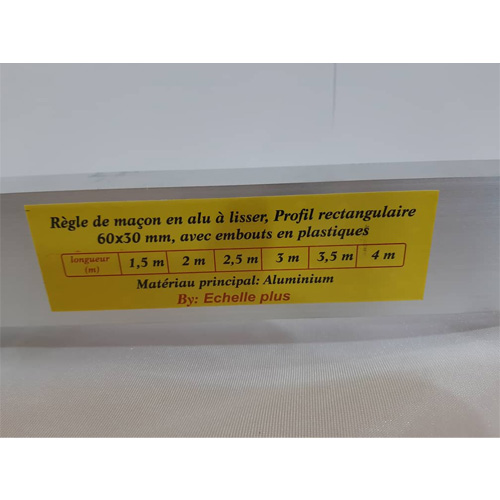 Règle de maçon en alu à lisser, Profil rectangulaire
60x30 mm, avec embouts en plastiques
longueur (m) 1,5 m 2 m 2,5 m 3 m 3,5 m 4 m
Matériau principal: Aluminium
By: Echelle plus